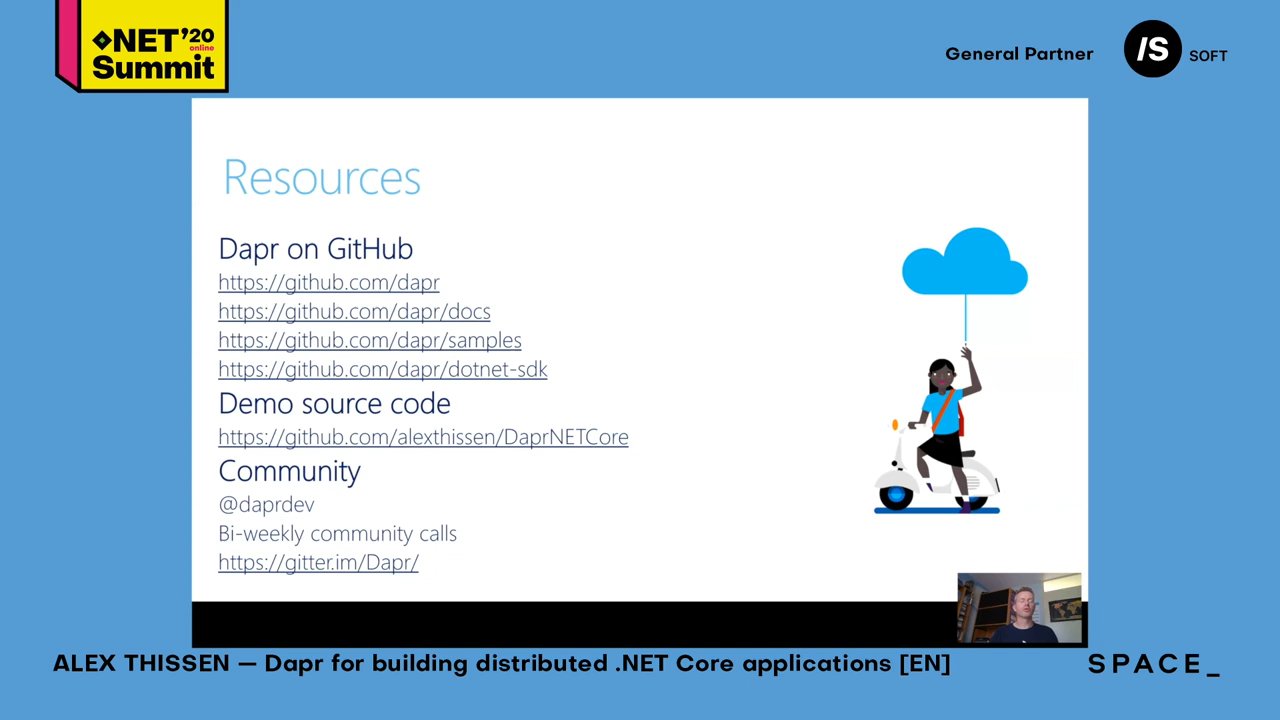 .NET'20
online
Summit
General Partner
/S
SOFT
Resources
Dapr on GitHub
https://github.com/dapr
https://github.com/dapr/docs
https://github.com/dapr/samples
https://github.com/dapr/dotnet-sdk
Demo source code
https://github.com/alexthissen/DaprNETCore
Community
@daprdev
Bi-weekly community calls
https://gitter.im/Dapr/
ALEX THISSEN — Dapr for building distributed .NET Core applications [EN]
SPACE_